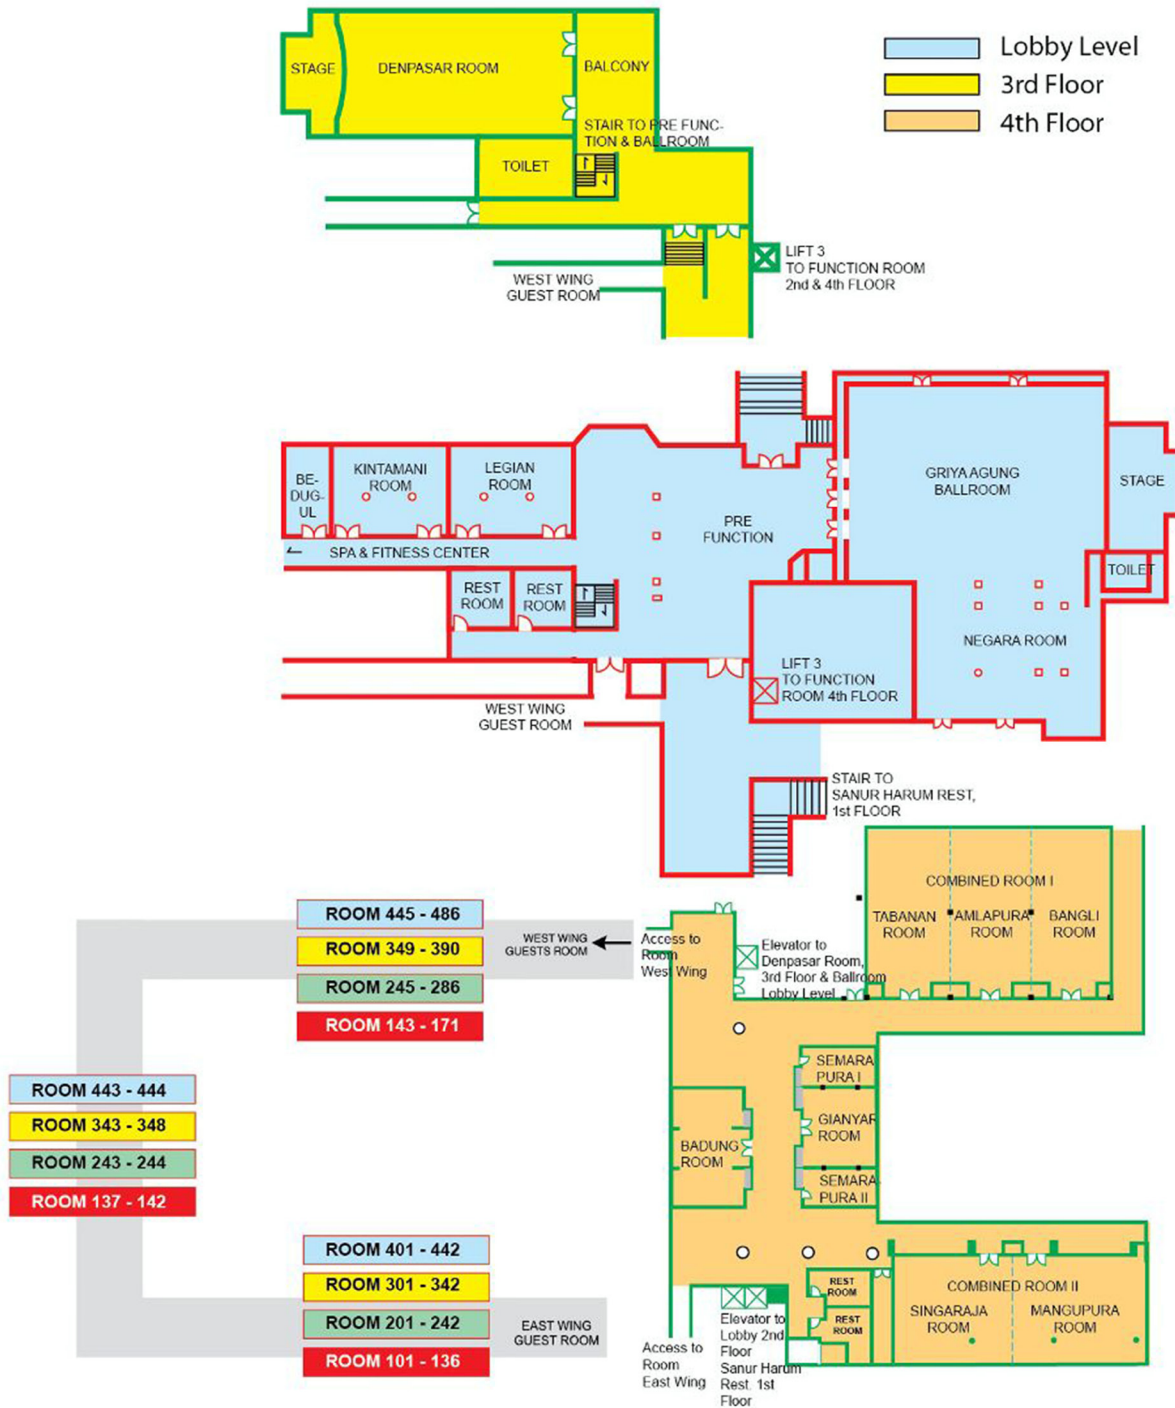 Lobby Level
3rd Floor
4th Floor
STAGE
DENPASAR ROOM
BALCONY
STAIR TO PRE FUNC-
TION & BALLROOM
TOILET
LIFT 3
TO FUNCTION ROOM
2nd & 4th FLOOR
WEST WING
GUEST ROOM
BE-
DUG-
UL
KINTAMANI
ROOM
LEGIAN
ROOM
GRIYA AGUNG
BALLROOM
STAGE
PRE
FUNCTION
SPA & FITNESS CENTER
TOILET
REST
ROOM
REST
ROOM
NEGARA ROOM
LIFT 3
TO FUNCTION
ROOM 4th FLOOR
WEST WING
GUEST ROOM
STAIR TO
SANUR HARUM REST,
1st FLOOR
COMBINED ROOM I
TABANAN
ROOM
AMLAPURA
ROOM
BANGLI
ROOM
ROOM 445 - 486
ROOM 349 - 390
ROOM 245 - 286
ROOM 143 - 171
WEST WING
GUESTS ROOM
Access to
Room
West Wing
Elevator to
Denpasar Room,
3rd Floor & Ballroom
Lobby Level
ROOM 443 - 444
ROOM 343 - 348
ROOM 243 - 244
ROOM 137 - 142
SEMARA
PURA I
GIANYAR
ROOM
BADUNG
ROOM
SEMARA
PURA II
ROOM 401 - 442
ROOM 301 - 342
ROOM 201 - 242
ROOM 101 - 136
EAST WING
GUEST ROOM
REST
ROOM
REST
ROOM
COMBINED ROOM II
SINGARAJA
ROOM
MANGUPURA
ROOM
Access to
Room
East Wing
Elevator to
Lobby 2nd
Floor
Sanur Harum
Rest. 1st
Floor